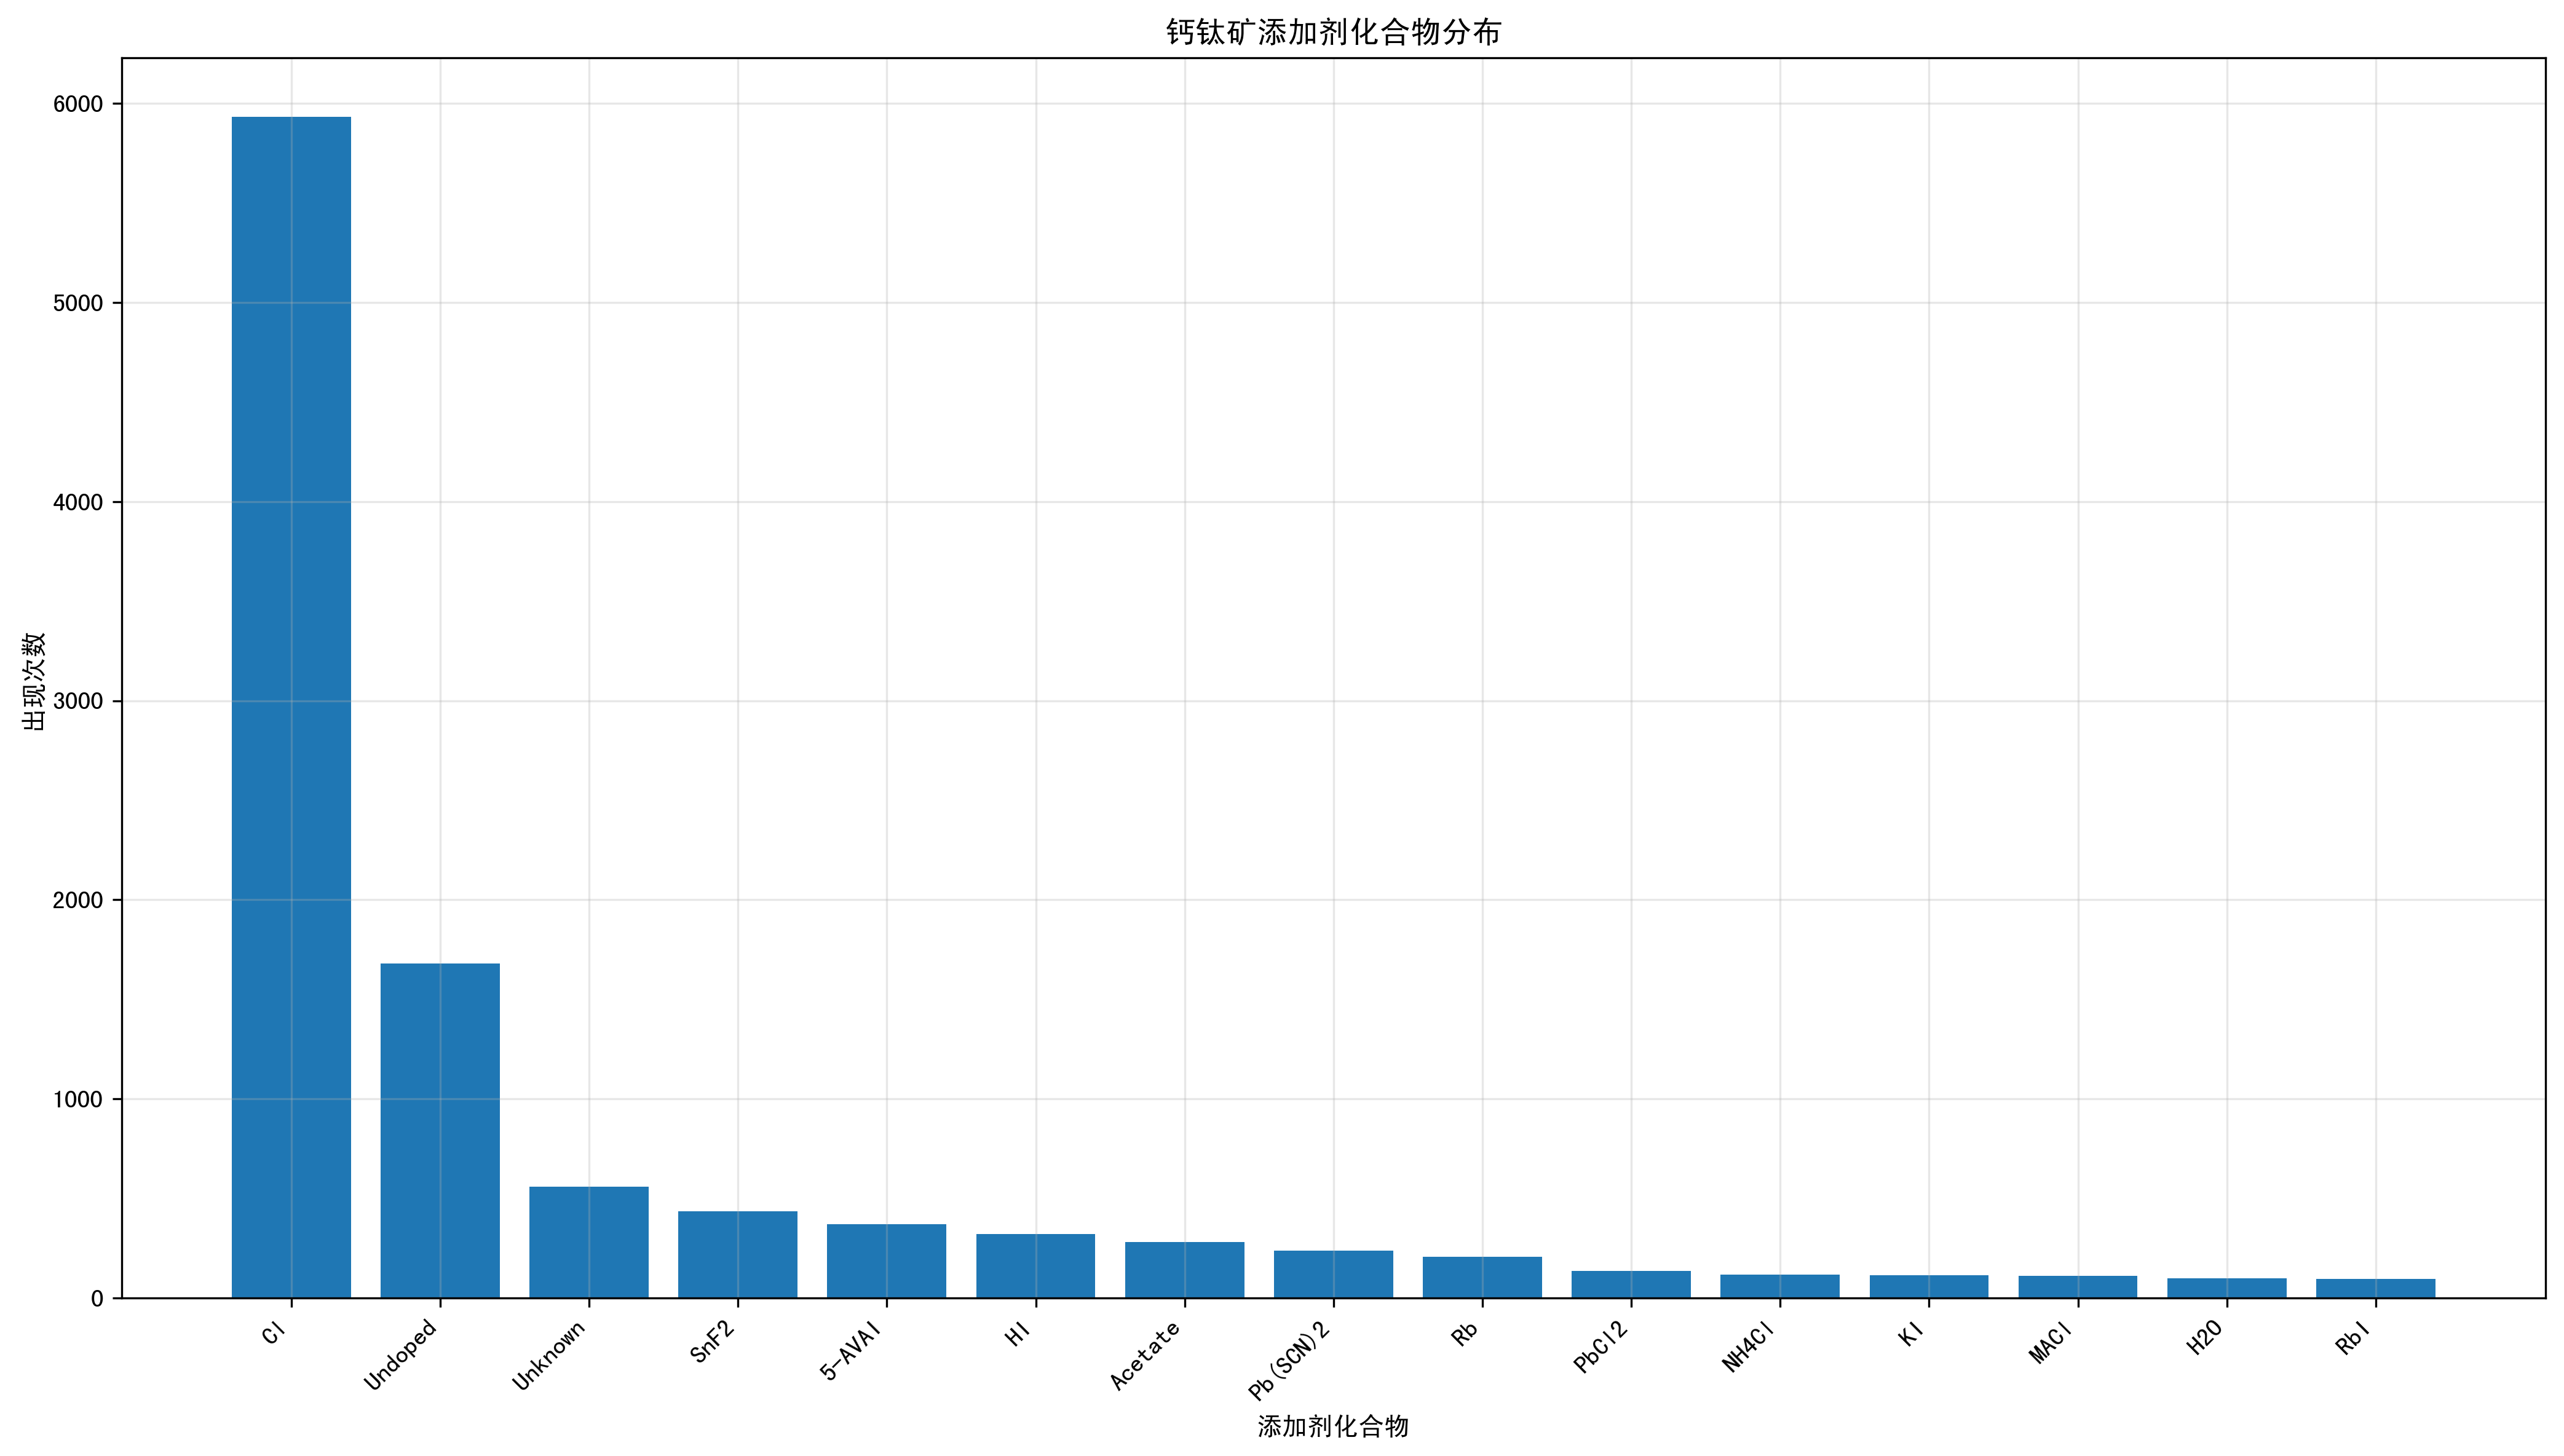 钙钛矿添加剂化合物分布
出现次数
6000
5000
4000
3000
2000
1000
0
Cl
Undoped
Unknown
SnF2
5-AVAI
HI
Acetate
Pb(SCN)2
Rb
PbCl2
NH4Cl
KI
MACl
H2O
RbI
添加剂化合物